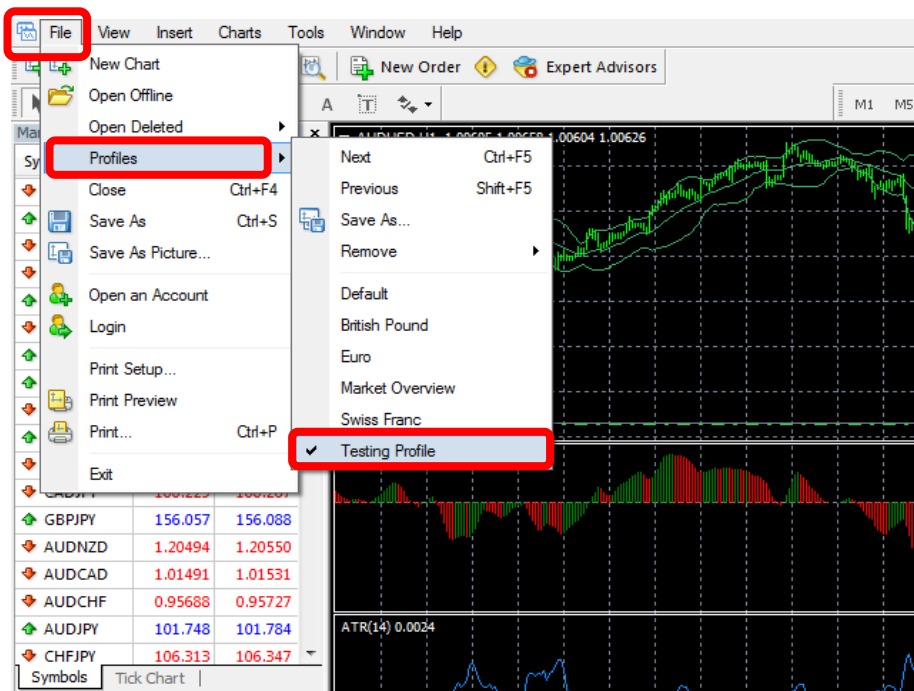 File View Insert Charts Tools Window Help
New Order Expert Advisors
A T M1 M5
New Chart
Open Offline
Open Deleted
Profiles
Close Ctrl+F4
Save As Ctrl+S
Save As Picture...
Open an Account
Login
Print Setup...
Print Preview
Print... Ctrl+P
Exit
Next Ctrl+F5
Previous Shift+F5
Save As...
Remove
Default
British Pound
Euro
Market Overview
Swiss Franc
Testing Profile
1.00604 1.00626
GBPJPY 156.057 156.088
AUDNZD 1.20494 1.20550
AUDCAD 1.01491 1.01531
AUDCHF 0.95688 0.95727
AUDJPY 101.748 101.784
CHFJPY 106.313 106.347
Symbols Tick Chart
ATR(14) 0.0024